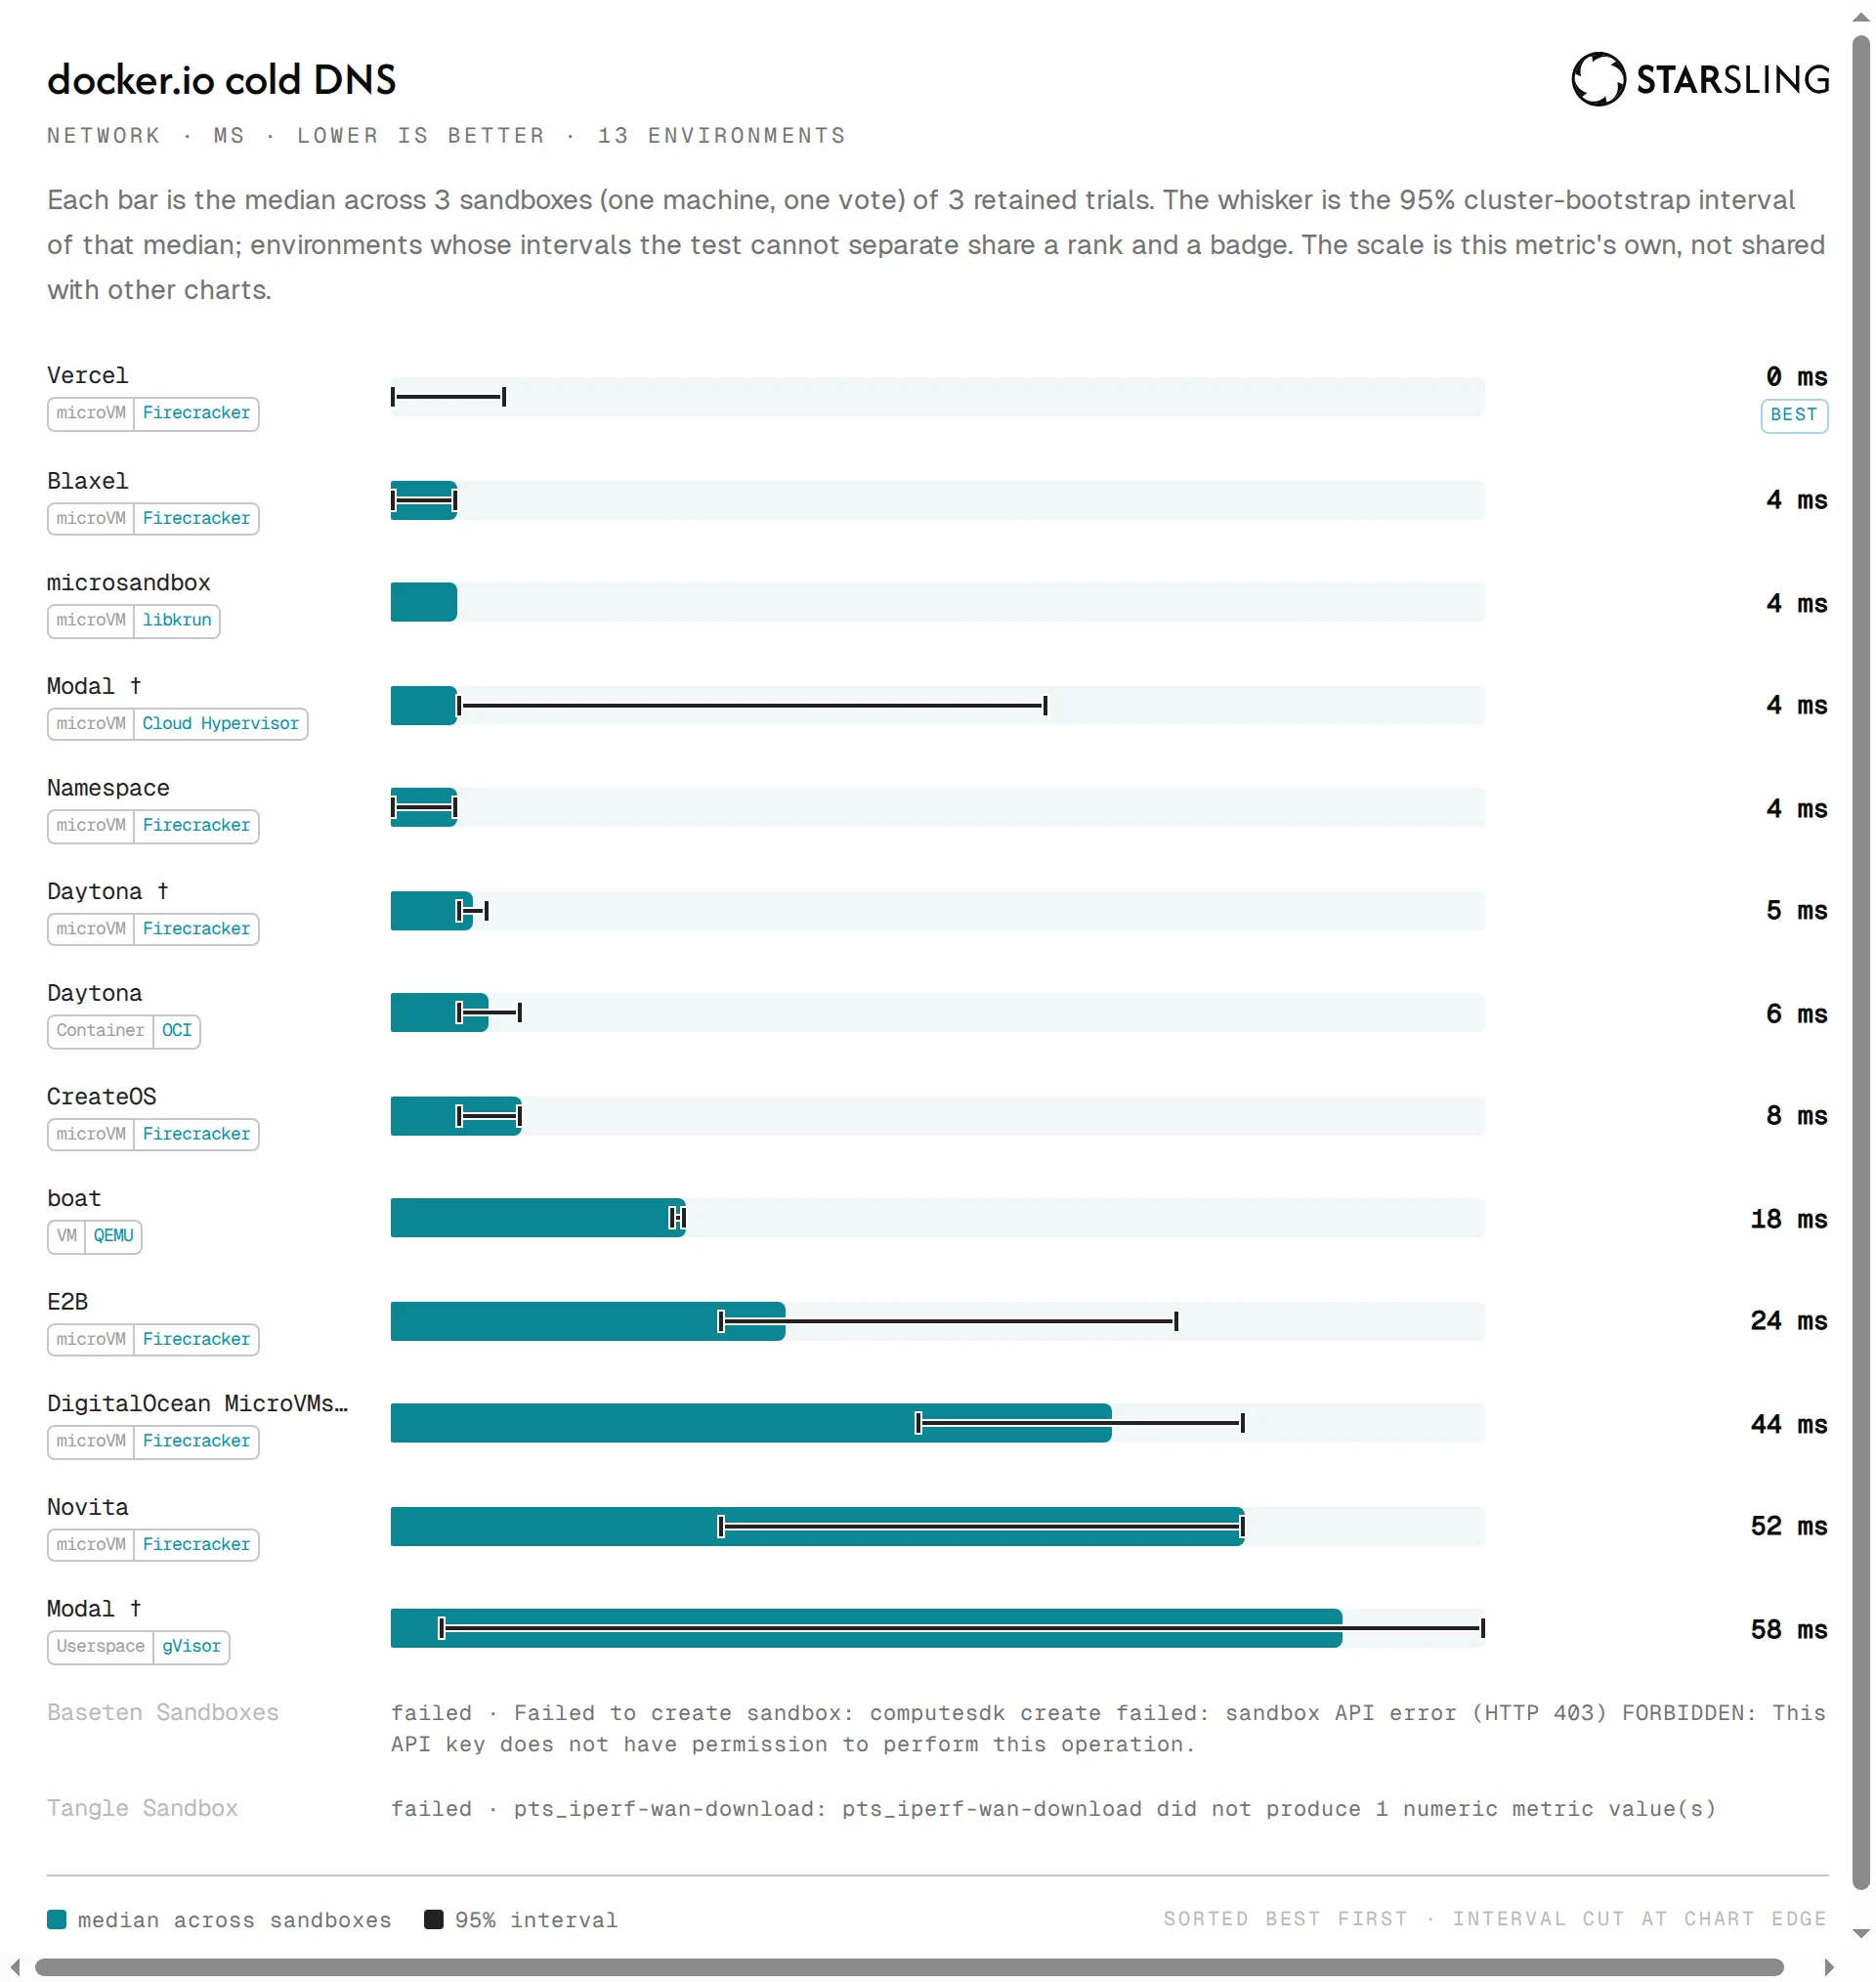 docker.io cold DNS
STARSLING
NETWORK · MS · LOWER IS BETTER · 13 ENVIRONMENTS
Each bar is the median across 3 sandboxes (one machine, one vote) of 3 retained trials. The whisker is the 95% cluster-bootstrap interval
of that median; environments whose intervals the test cannot separate share a rank and a badge. The scale is this metric's own, not shared
with other charts.
Vercel
microVM Firecracker
0 ms
BEST
Blaxel
microVM Firecracker
4 ms
microsandbox
microVM libkrun
4 ms
Modal †
microVM Cloud Hypervisor
4 ms
Namespace
microVM Firecracker
4 ms
Daytona †
microVM Firecracker
5 ms
Daytona
Container OCI
6 ms
CreateOS
microVM Firecracker
8 ms
boat
VM QEMU
18 ms
E2B
microVM Firecracker
24 ms
DigitalOcean MicroVMs…
microVM Firecracker
44 ms
Novita
microVM Firecracker
52 ms
Modal †
Userspace gVisor
58 ms
Baseten Sandboxes
failed · Failed to create sandbox: computesdk create failed: sandbox API error (HTTP 403) FORBIDDEN: This
API key does not have permission to perform this operation.
Tangle Sandbox
failed · pts_iperf-wan-download: pts_iperf-wan-download did not produce 1 numeric metric value(s)
median across sandboxes
95% interval
SORTED BEST FIRST · INTERVAL CUT AT CHART EDGE